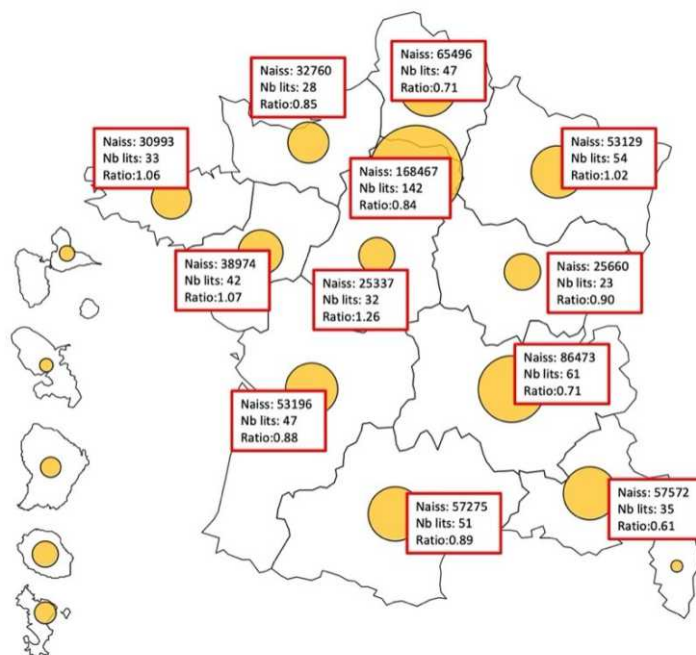 Naiss: 65496
Nb lits: 47
Ratio:0.71
Naiss: 32760
Nb lits: 28
Ratio:0.85
Naiss: 53129
Nb lits: 54
Ratio:1.02
Naiss: 30993
Nb lits: 33
Ratio:1.06
Naiss: 168467
Nb lits: 142
Ratio:0.84
Naiss: 38974
Nb lits: 42
Ratio:1.07
Naiss: 25337
Nb lits: 32
Ratio:1.26
Naiss: 25660
Nb lits: 23
Ratio:0.90
Naiss: 86473
Nb lits: 61
Ratio:0.71
Naiss: 53196
Nb lits: 47
Ratio:0.88
Naiss: 57572
Nb lits: 35
Ratio:0.61
Naiss: 57275
Nb lits: 51
Ratio:0.89